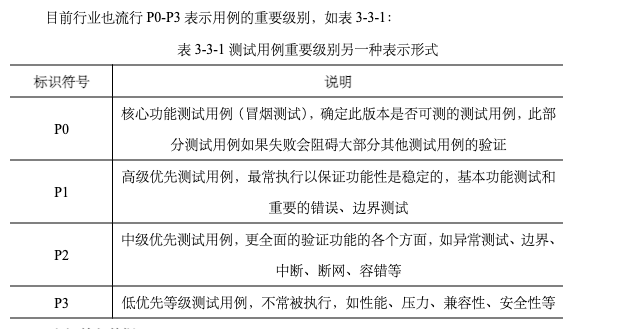 目前行业也流行 P0-P3 表示用例的重要级别，如表 3-3-1：
表 3-3-1 测试用例重要级别另一种表示形式
标识符号 说明
P0
核心功能测试用例（冒烟测试），确定此版本是否可测的测试用例，此部
分测试用例如果失败会阻碍大部分其他测试用例的验证
P1
高级优先测试用例，最常执行以保证功能性是稳定的，基本功能测试和
重要的错误、边界测试
P2
中级优先测试用例，更全面的验证功能的各个方面，如异常测试、边界、
中断、断网、容错等
P3 低优先等级测试用例，不常被执行，如性能、压力、兼容性、安全性等